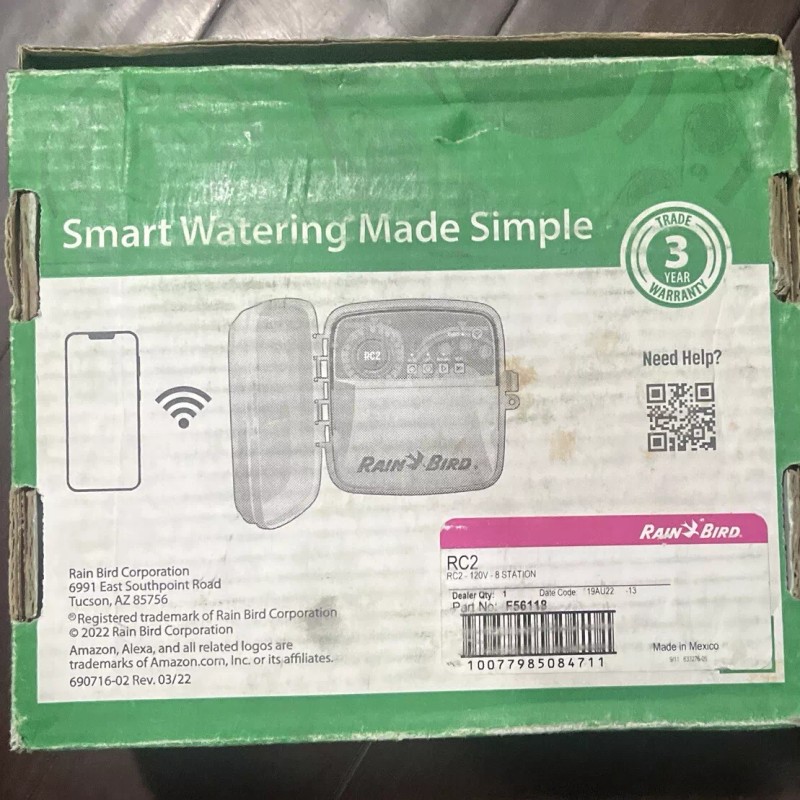 Smart Watering Made Simple
TRADE
3
YEAR
WARRANTY
RC2
RAIN BIRD.
Need Help?
RAIN BIRD.
RC2
RC2 - 120V - 8 STATION
Dealer Qty: 1 Date Code: 19AU22 -13
Part No: F56118
10077985084711
Made in Mexico
Rain Bird Corporation
6991 East Southpoint Road
Tucson, AZ 85756
®Registered trademark of Rain Bird Corporation
© 2022 Rain Bird Corporation
Amazon, Alexa, and all related logos are
trademarks of Amazon.com, Inc. or its affiliates.
690716-02 Rev. 03/22